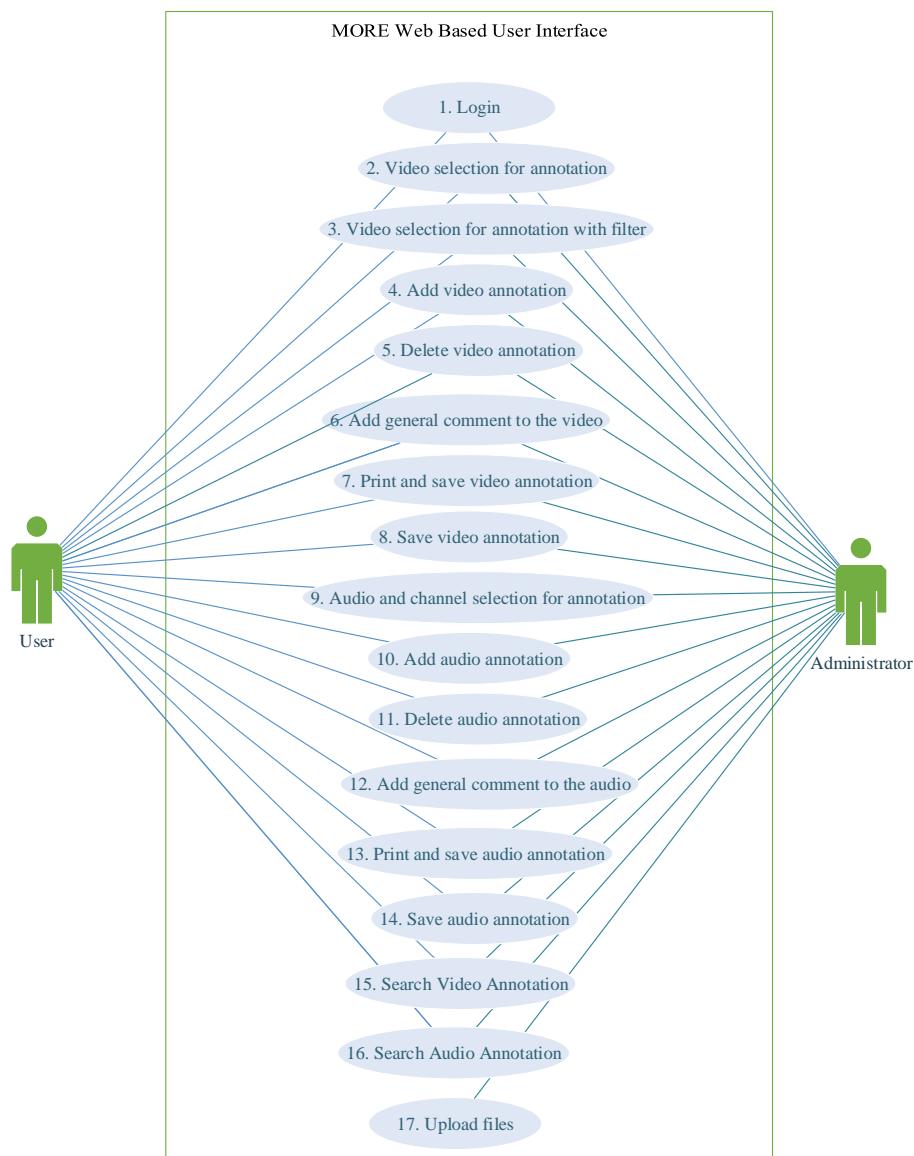 MORE Web Based User Interface
1. Login
2. Video selection for annotation
3. Video selection for annotation with filter
4. Add video annotation
5. Delete video annotation
6. Add general comment to the video
7. Print and save video annotation
8. Save video annotation
9. Audio and channel selection for annotation
User
Administrator
10. Add audio annotation
11. Delete audio annotation
12. Add general comment to the audio
13. Print and save audio annotation
14. Save audio annotation
15. Search Video Annotation
16. Search Audio Annotation
17. Upload files